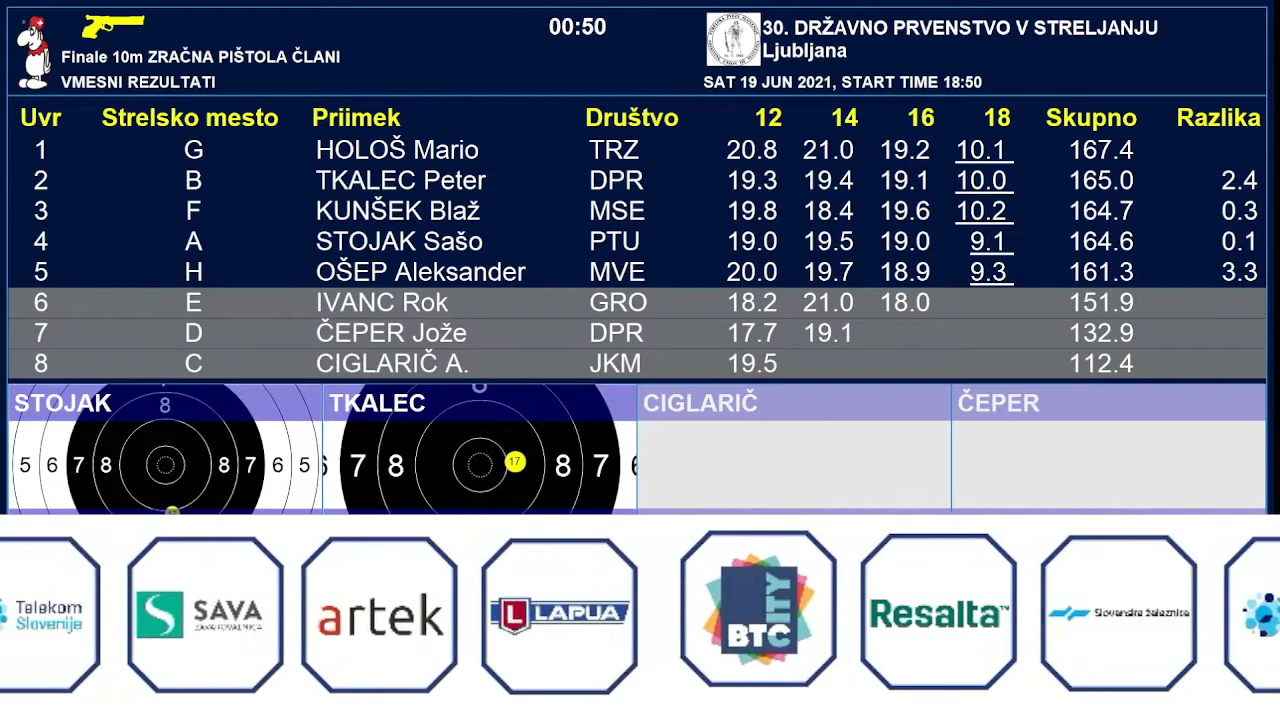 00:50
30. DRŽAVNO PRVENSTVO V STRELJANJU
Ljubljana
Finale 10m ZRAČNA PIŠTOLA ČLANI
VMESNI REZULTATI
SAT 19 JUN 2021, START TIME 18:50
Uvr Strelsko mesto Priimek Društvo 12 14 16 18 Skupno Razlika
1 G HOLOŠ Mario TRZ 20.8 21.0 19.2 10.1 167.4
2 B TKALEC Peter DPR 19.3 19.4 19.1 10.0 165.0 2.4
3 F KUNŠEK Blaž MSE 19.8 18.4 19.6 10.2 164.7 0.3
4 A STOJAK Sašo PTU 19.0 19.5 19.0 9.1 164.6 0.1
5 H OŠEP Aleksander MVE 20.0 19.7 18.9 9.3 161.3 3.3
6 E IVANC Rok GRO 18.2 21.0 18.0 151.9
7 D ČEPER Jože DPR 17.7 19.1 132.9
8 C CIGLARIČ A. JKM 19.5 112.4
STOJAK TKALEC CIGLARIČ ČEPER
8
5 6 7 8 8 7 6 5
7 8 17 8 7
Telekom
Slovenije
SAVA
ZAVAROVALNICA
artek
L LAPUA
BTC CITY
Resalta™
Slovenske železnice